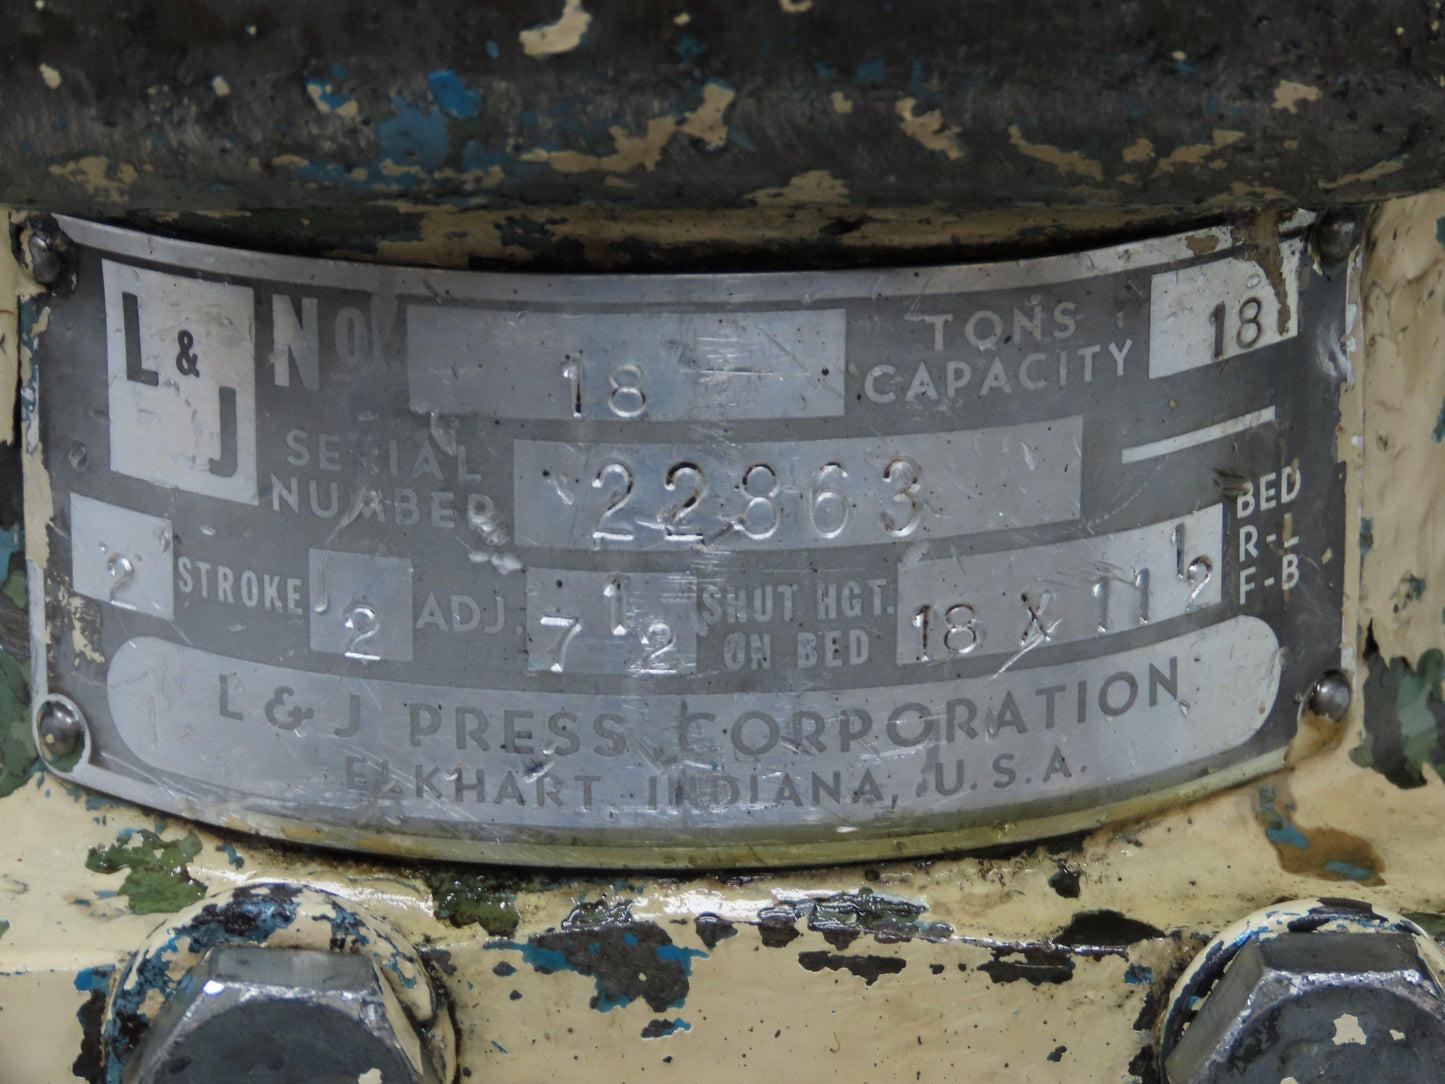 L & J No. 18 TONS CAPACITY 18
SERIAL NUMBER 22863
2 STROKE 2 ADJ. 7 1/2 SHUT HGT. ON BED 18 X 11 1/2 BED R-L F-B
L & J PRESS CORPORATION
ELKHART, INDIANA, U.S.A.